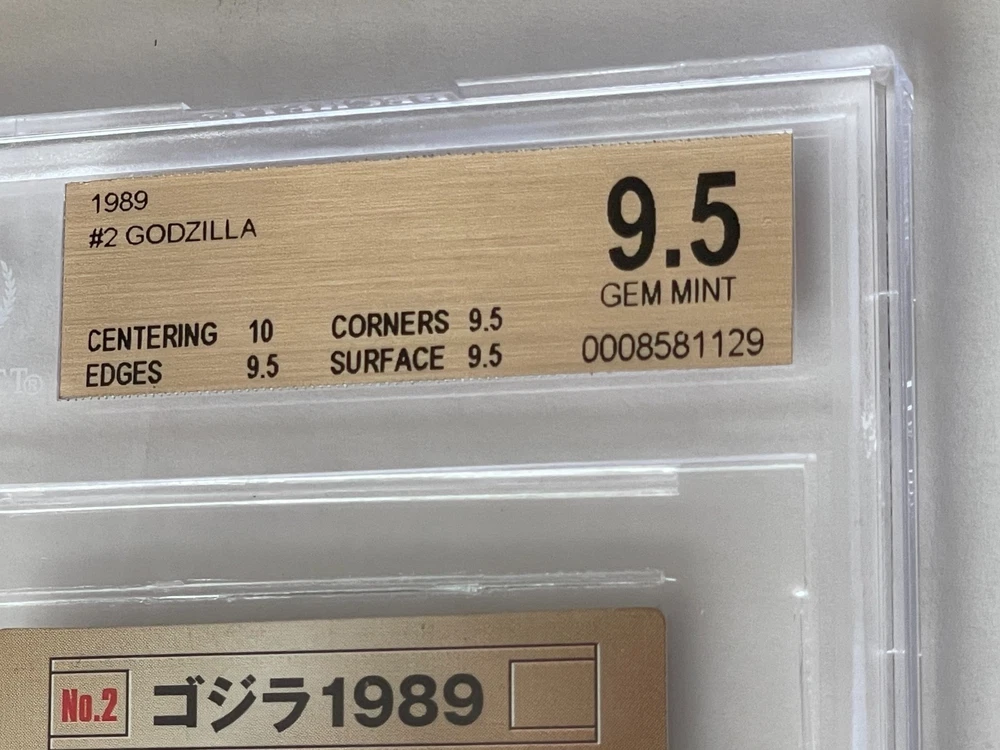 1989
#2 GODZILLA
9.5
GEM MINT
CENTERING 10 CORNERS 9.5
EDGES 9.5 SURFACE 9.5
0008581129
No.2 ゴジラ1989